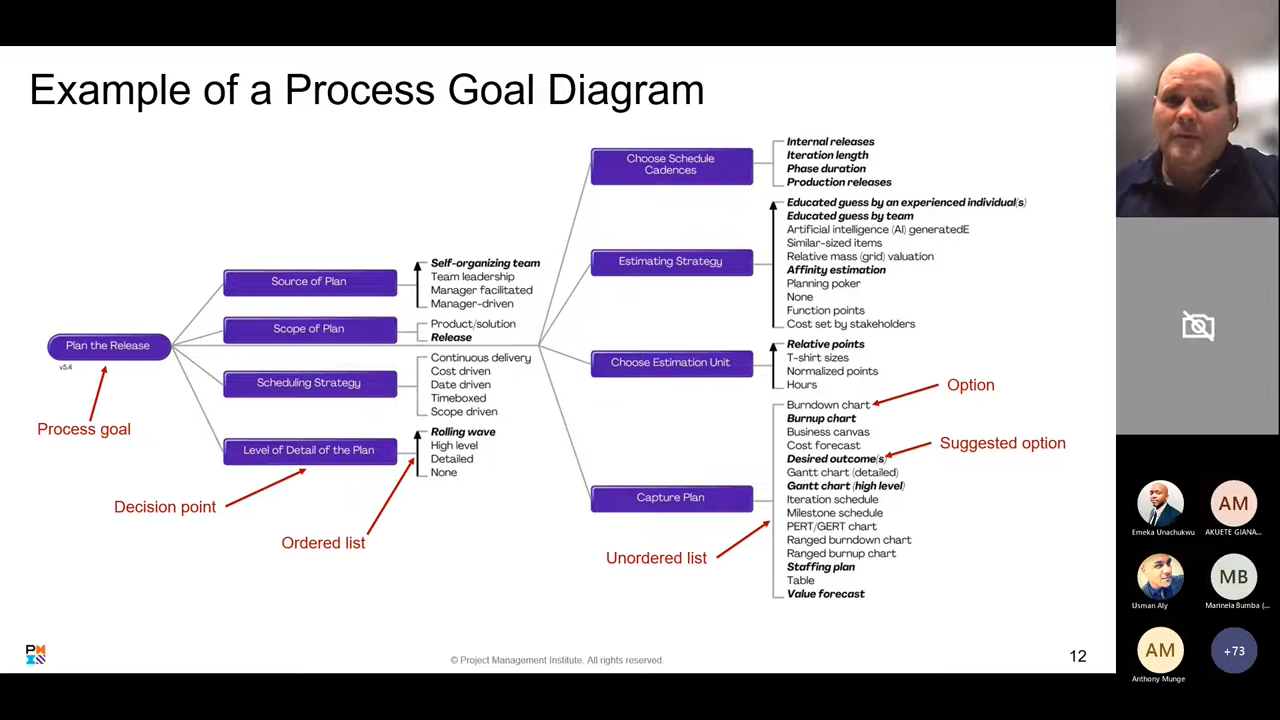 Example of a Process Goal Diagram
Plan the Release
v5.4
Process goal
Source of Plan
Self-organizing team
Team leadership
Manager facilitated
Manager-driven
Scope of Plan
Product/solution
Release
Scheduling Strategy
Continuous delivery
Cost driven
Date driven
Timeboxed
Scope driven
Level of Detail of the Plan
Rolling wave
High level
Detailed
None
Decision point
Ordered list
Choose Schedule
Cadences
Internal releases
Iteration length
Phase duration
Production releases
Estimating Strategy
Educated guess by an experienced individual(s)
Educated guess by team
Artificial intelligence (AI) generatedE
Similar-sized items
Relative mass (grid) valuation
Affinity estimation
Planning poker
None
Function points
Cost set by stakeholders
Choose Estimation Unit
Relative points
T-shirt sizes
Normalized points
Hours
Capture Plan
Burndown chart
Burnup chart
Business canvas
Cost forecast
Desired outcome(s)
Gantt chart (detailed)
Gantt chart (high level)
Iteration schedule
Milestone schedule
PERT/GERT chart
Ranged burndown chart
Ranged burnup chart
Staffing plan
Table
Value forecast
Option
Suggested option
Unordered list
© Project Management Institute. All rights reserved.
12
Emeka Unachukwu
AM
AKUETE GIANA...
Usman Aly
MB
Marinela Bumba (...
AM
Anthony Munge
+73